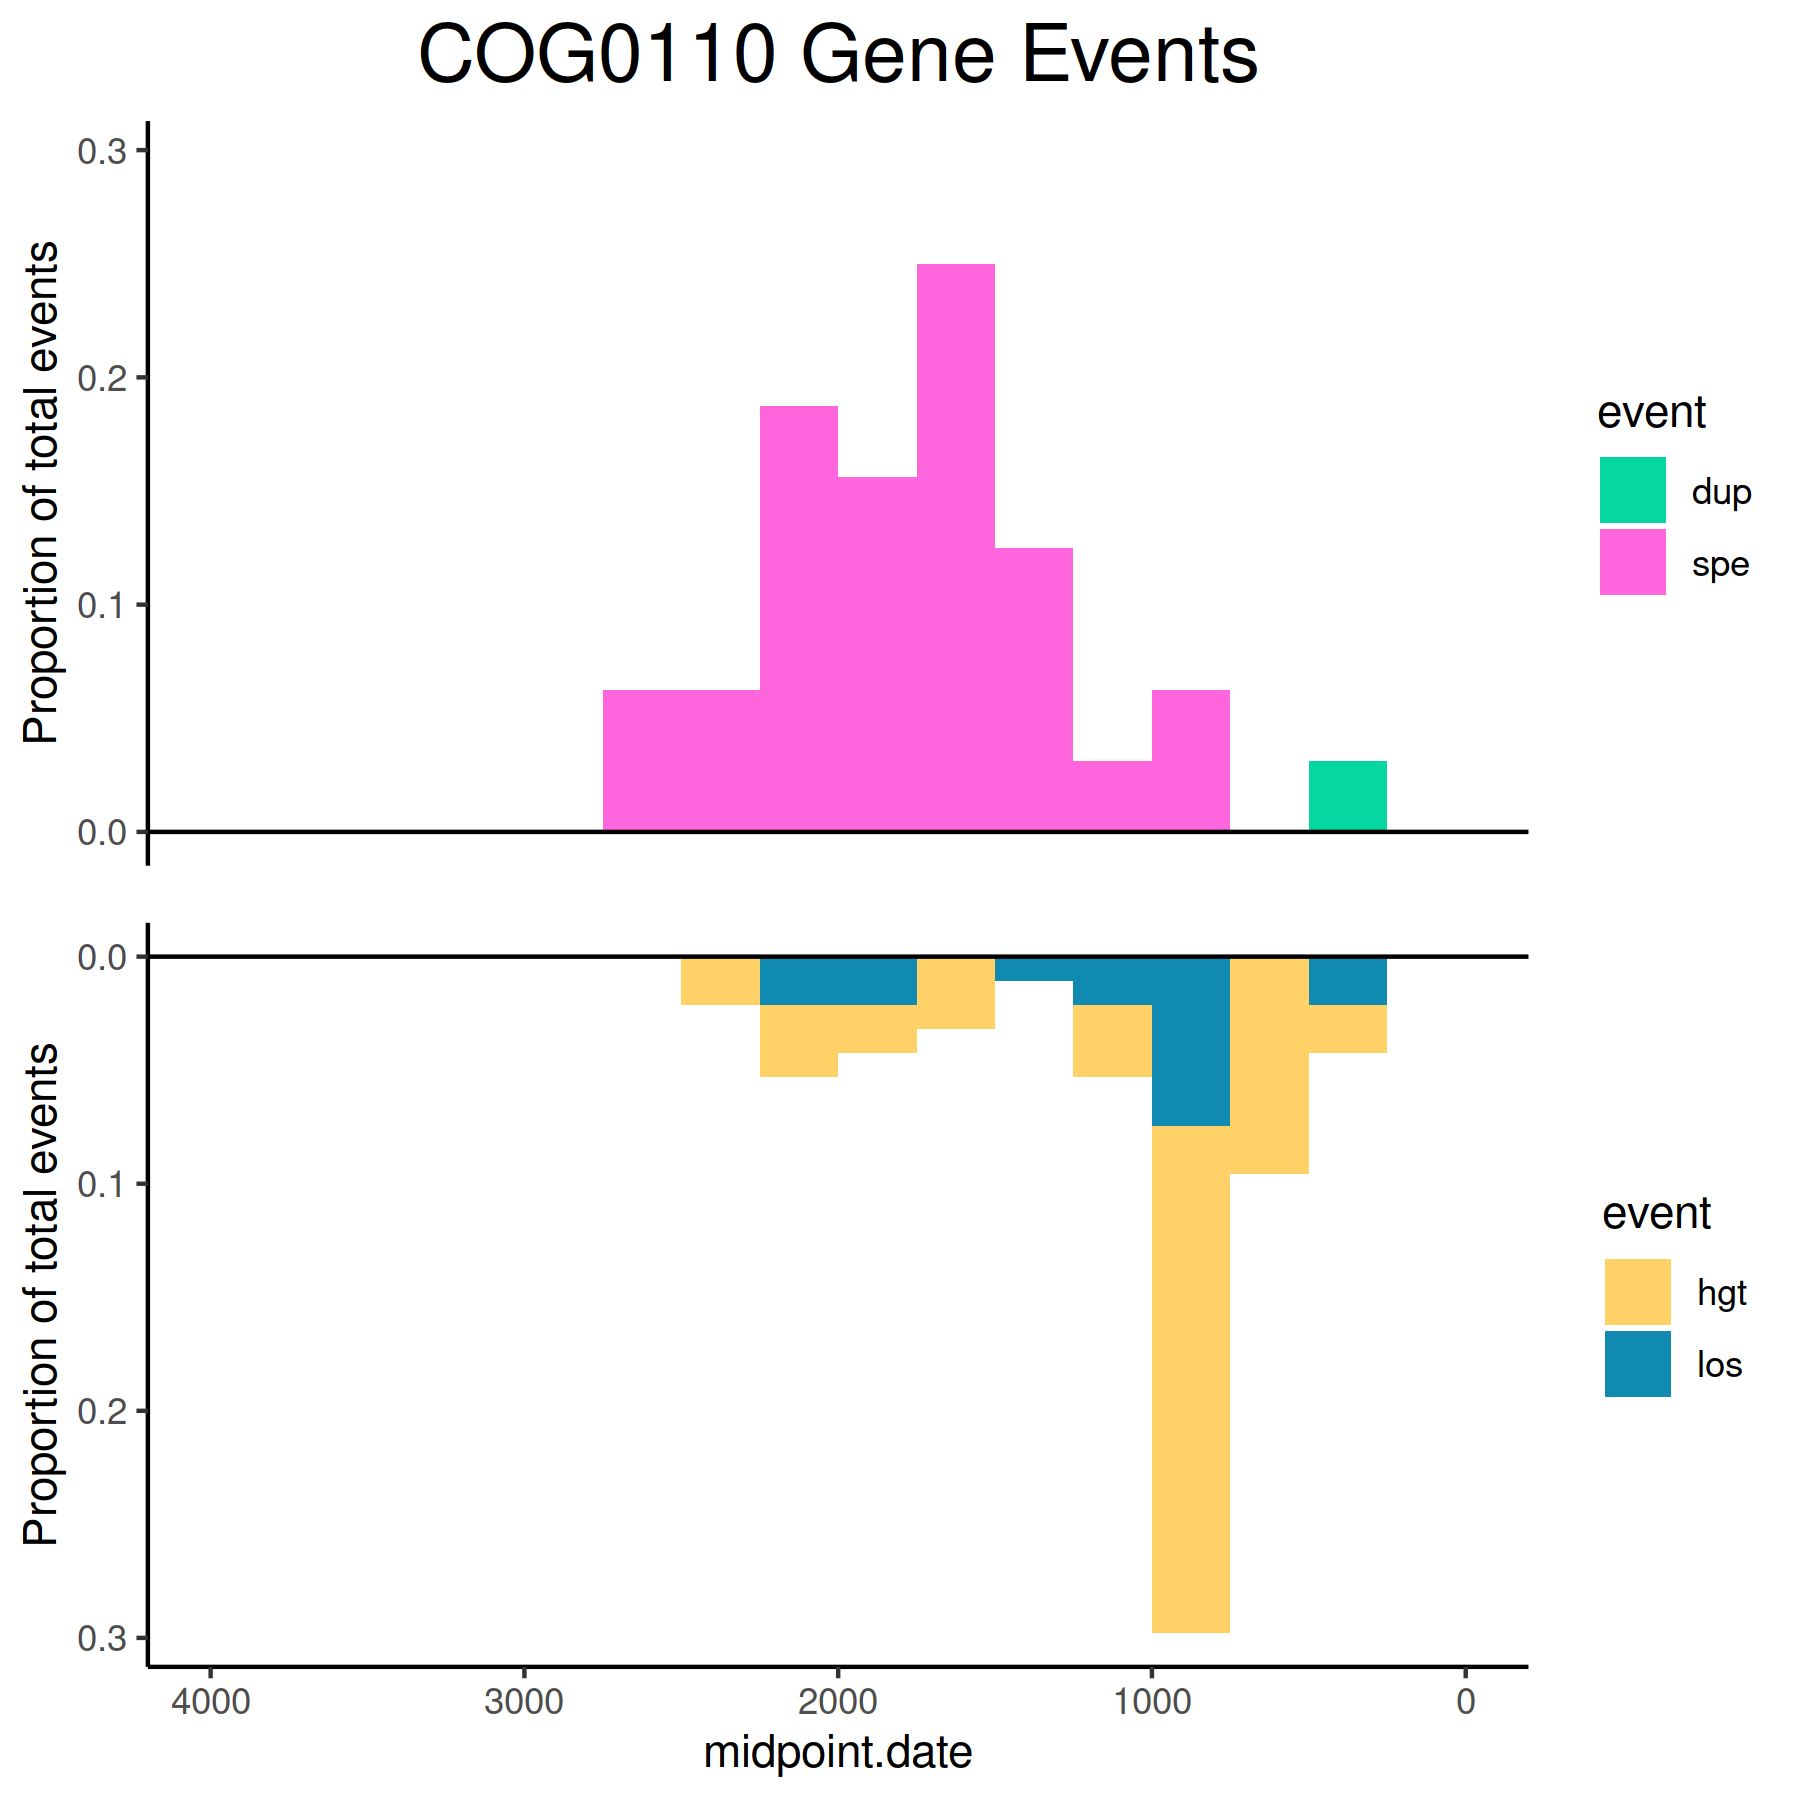 COG0110 Gene Events
Proportion of total events
0.3
0.2
0.1
0.0
event
dup
spe
Proportion of total events
0.0
0.1
0.2
0.3
event
hgt
los
4000 3000 2000 1000 0
midpoint.date